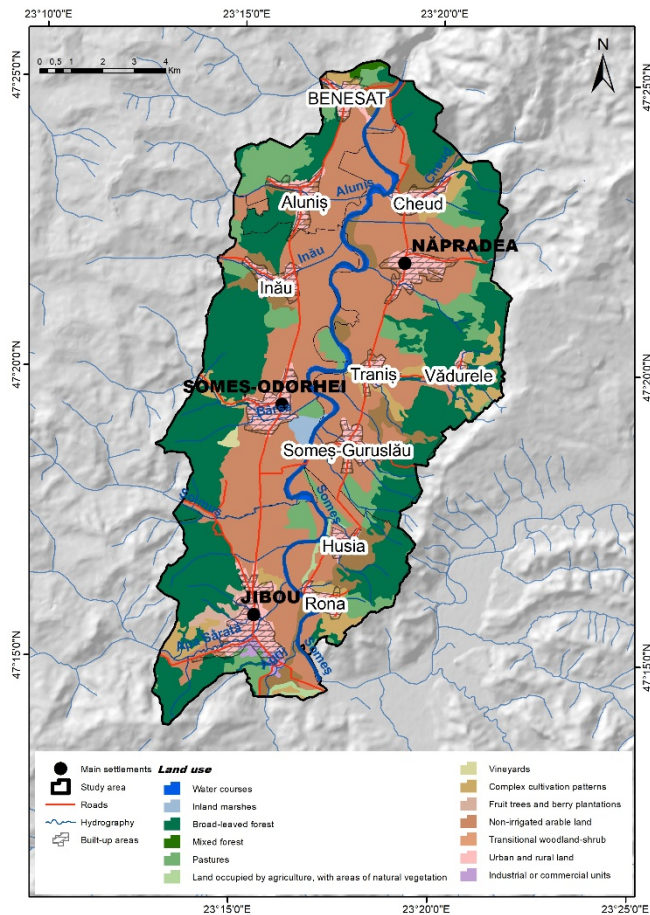 23°10'0"E 23°15'0"E 23°20'0"E
N
0 0,5 1 2 3 4
Km
47°25'0"N
47°25'0"N
BENESAT
Cheud
Aluniș
Aluniș
Cheud
NĂPRADEA
Inău
Inău
47°20'0"N
47°20'0"N
Traniș
Vădurele
SOMEȘ-ODORHEI
Someș-Guruslău
Someș
Husia
JIBOU
Rona
Apa Sărată
Someș
47°15'0"N
47°15'0"N
Main settlements
Study area
Roads
Hydrography
Built-up areas
Land use
Water courses
Inland marshes
Broad-leaved forest
Mixed forest
Pastures
Land occupied by agriculture, with areas of natural vegetation
Vineyards
Complex cultivation patterns
Fruit trees and berry plantations
Non-irrigated arable land
Transitional woodland-shrub
Urban and rural land
Industrial or commercial units
23°15'0"E 23°20'0"E 23°25'0"E